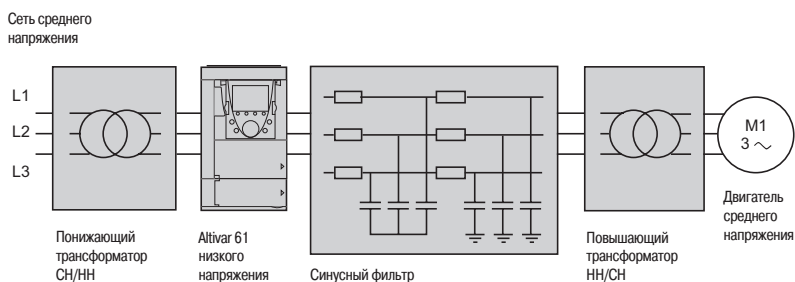 Сеть среднего
напряжения
L1
L2
L3
M1
3 ~
Понижающий
трансформатор
СН/НН
Altivar 61
низкого
напряжения
Синусный фильтр
Повышающий
трансформатор
НН/СН
Двигатель
среднего
напряжения